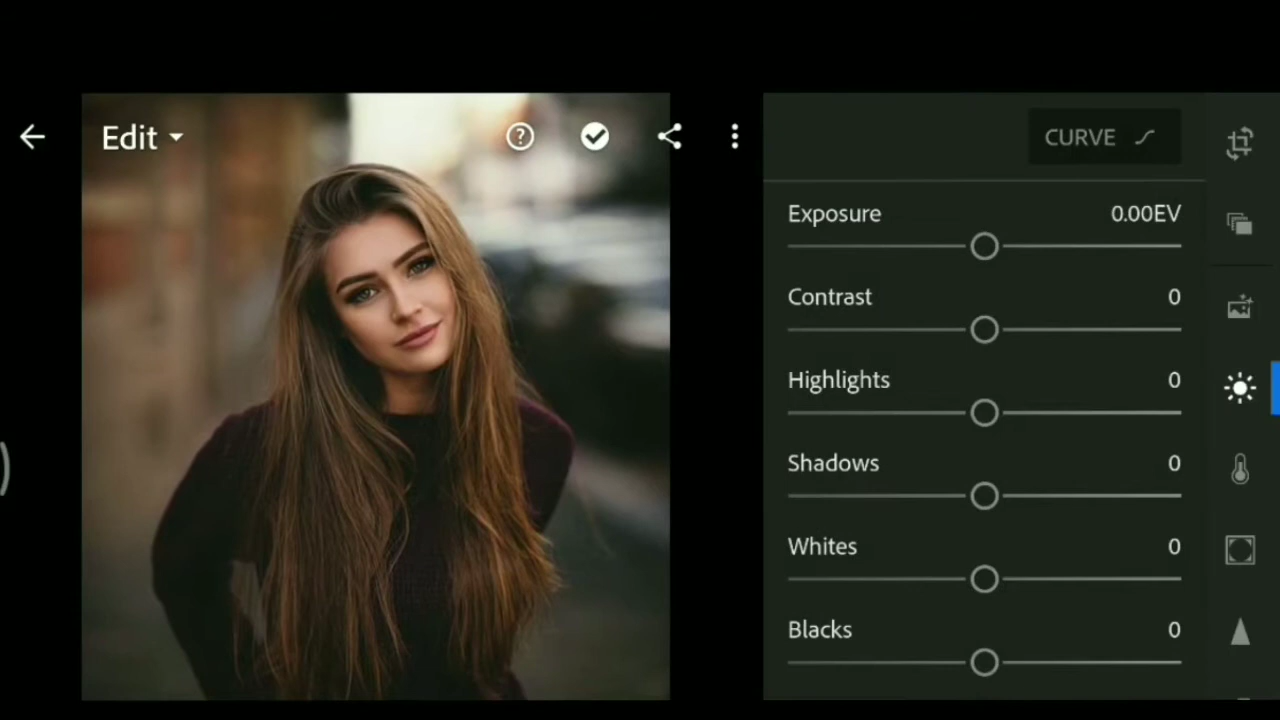 Edit
CURVE
Exposure 0.00EV
Contrast 0
Highlights 0
Shadows 0
Whites 0
Blacks 0